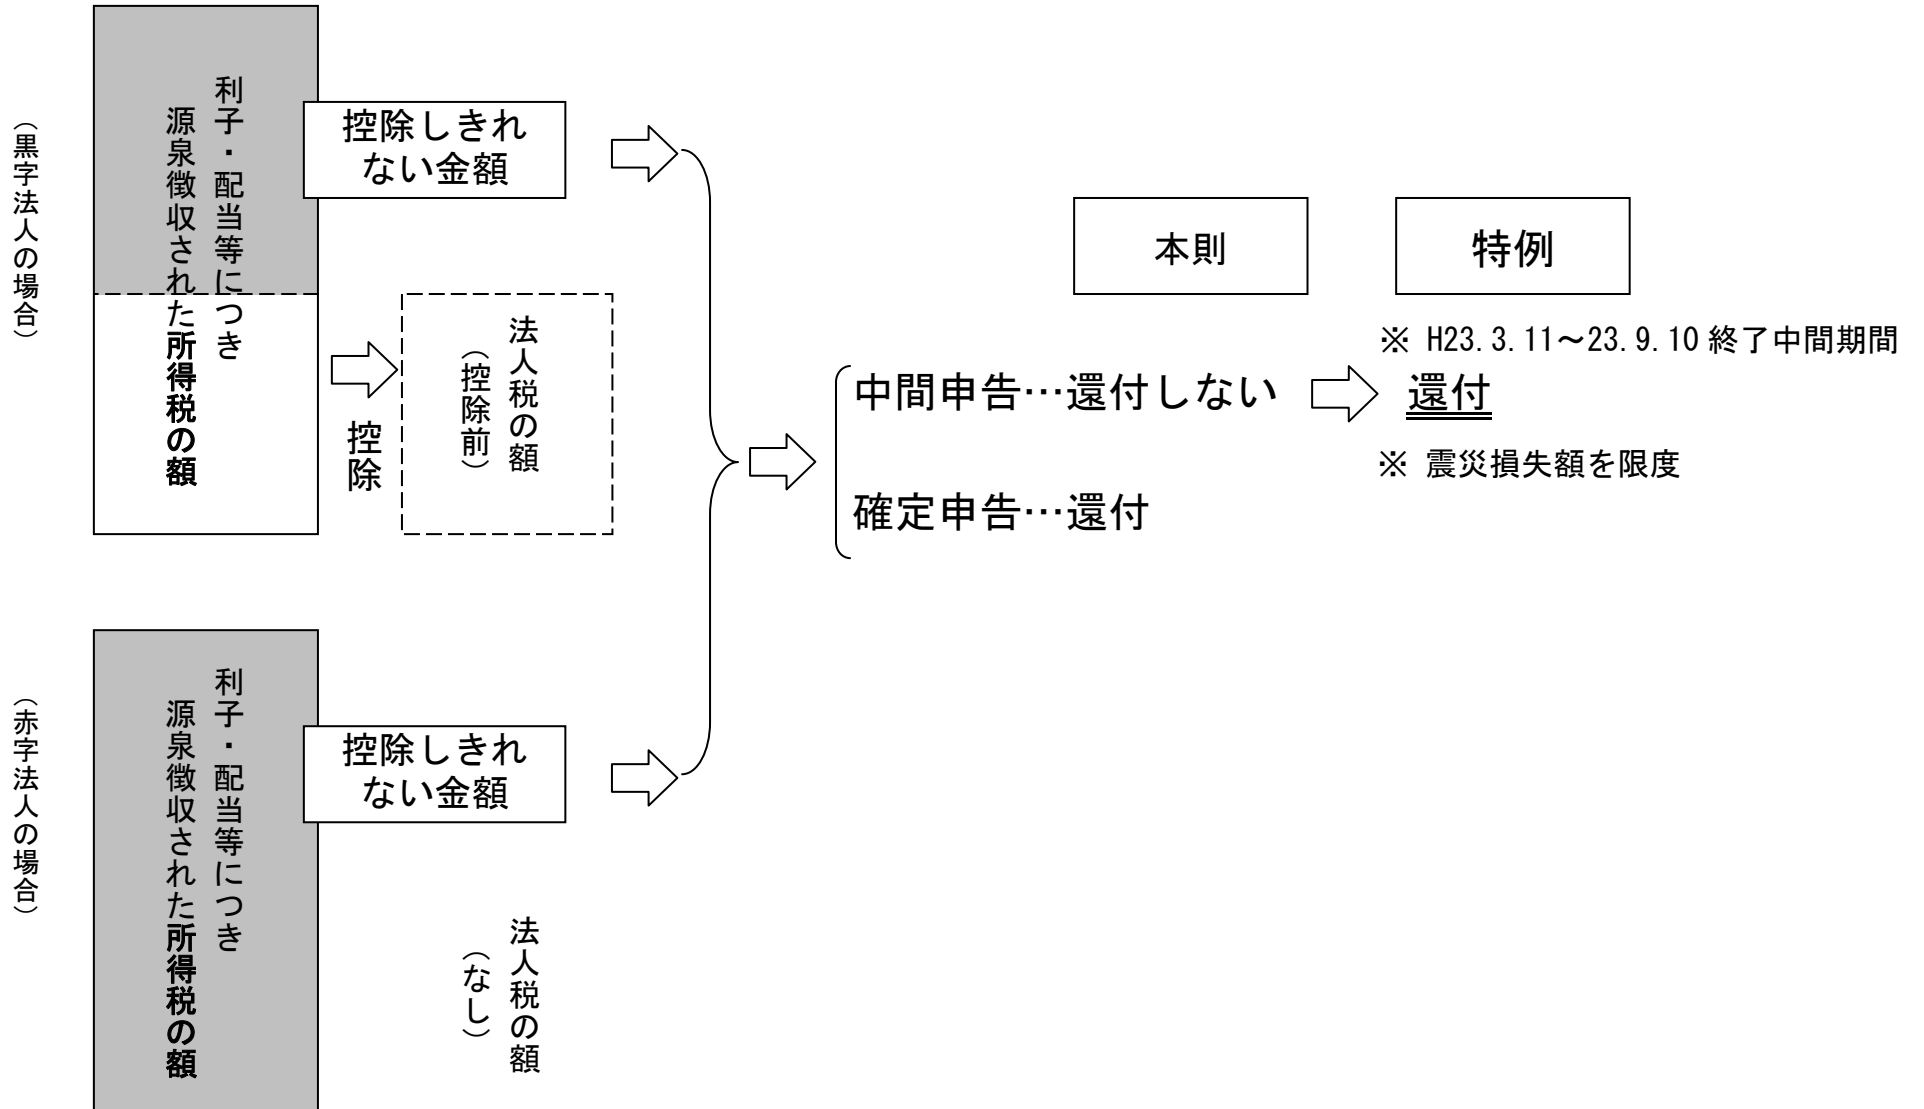 （黒字法人の場合）
利子・配当等につき
源泉徴収された所得税の額
控除しきれ
ない金額
控除
法人税の額
（控除前）
（赤字法人の場合）
利子・配当等につき
源泉徴収された所得税の額
控除しきれ
ない金額
法人税の額
（なし）
本則
特例
※ H23.3.11～23.9.10 終了中間期間
中間申告…還付しない
還付
※ 震災損失額を限度
確定申告…還付